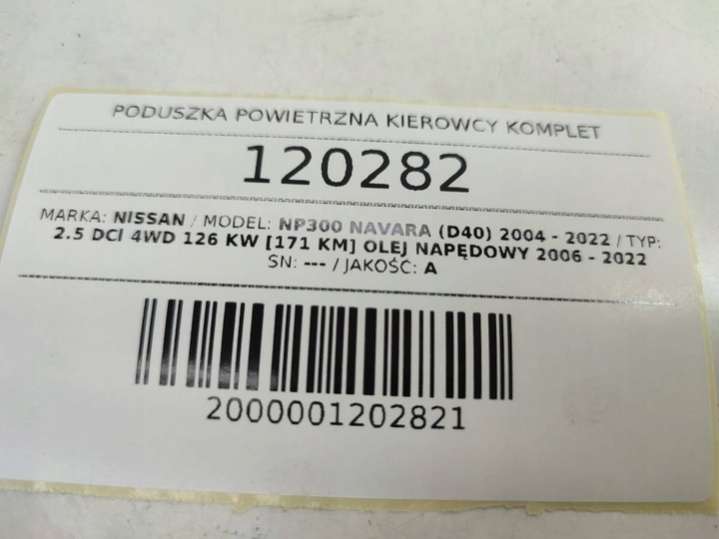 PODUSZKA POWIETRZNA KIEROWCY KOMPLET
120282
MARKA: NISSAN / MODEL: NP300 NAVARA (D40) 2004 - 2022 / TYP:
2.5 DCI 4WD 126 KW [171 KM] OLEJ NAPĘDOWY 2006 - 2022
SN: --- / JAKOŚĆ: A
2000001202821